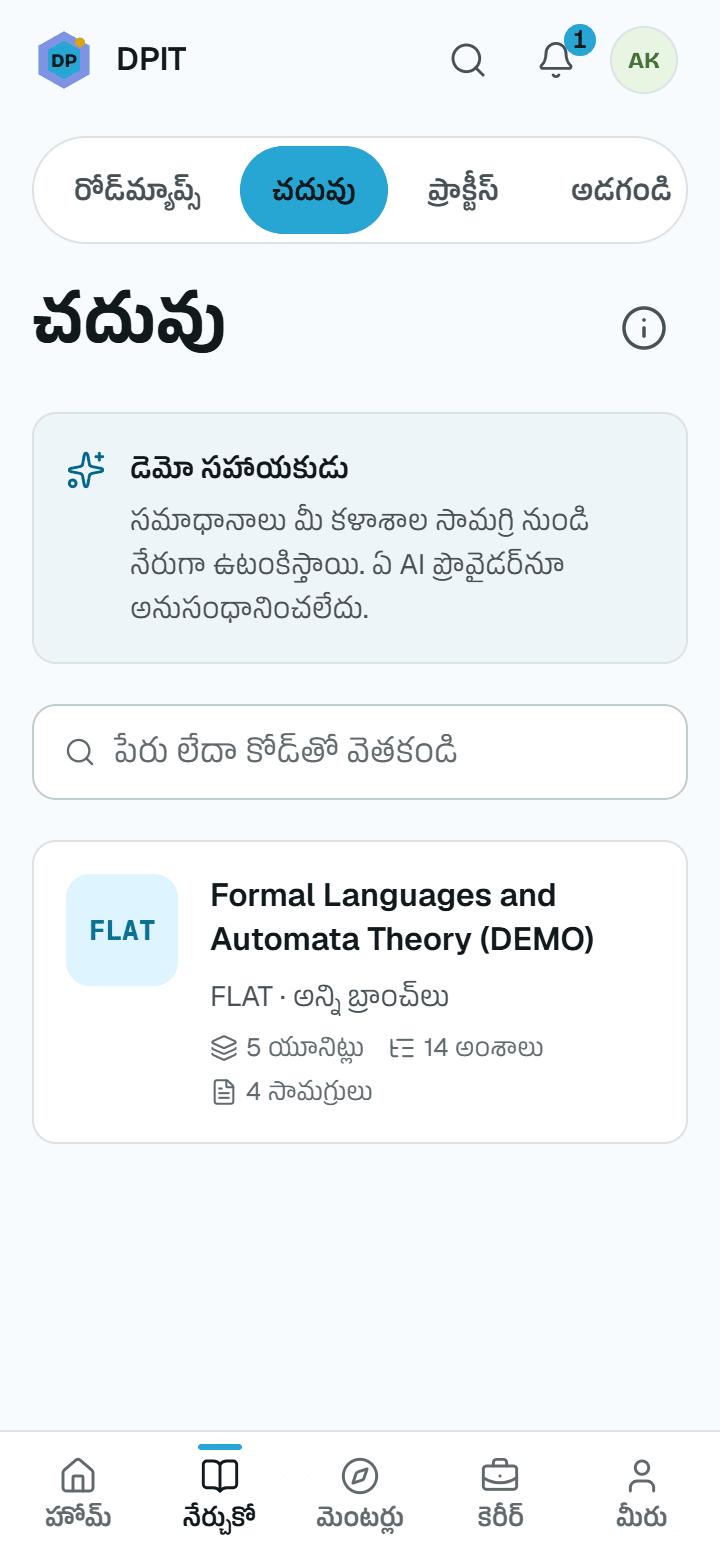 DP
DPIT
1
AK
రోడ్‌మ్యాప్స్
చదువు
ప్రాక్టీస్
అడగండి
చదువు
డెమో సహాయకుడు
సమాధానాలు మీ కళాశాల సామగ్రి నుండి
నేరుగా ఉటంకిస్తాయి. ఏ AI ప్రొవైడర్‌నూ
అనుసంధానించలేదు.
పేరు లేదా కోడ్‌తో వెతకండి
FLAT
Formal Languages and
Automata Theory (DEMO)
FLAT · అన్ని బ్రాంచ్‌లు
5 యూనిట్లు 14 అంశాలు
4 సామగ్రులు
హోమ్
నేర్చుకో
మెంటర్లు
కెరీర్
మీరు